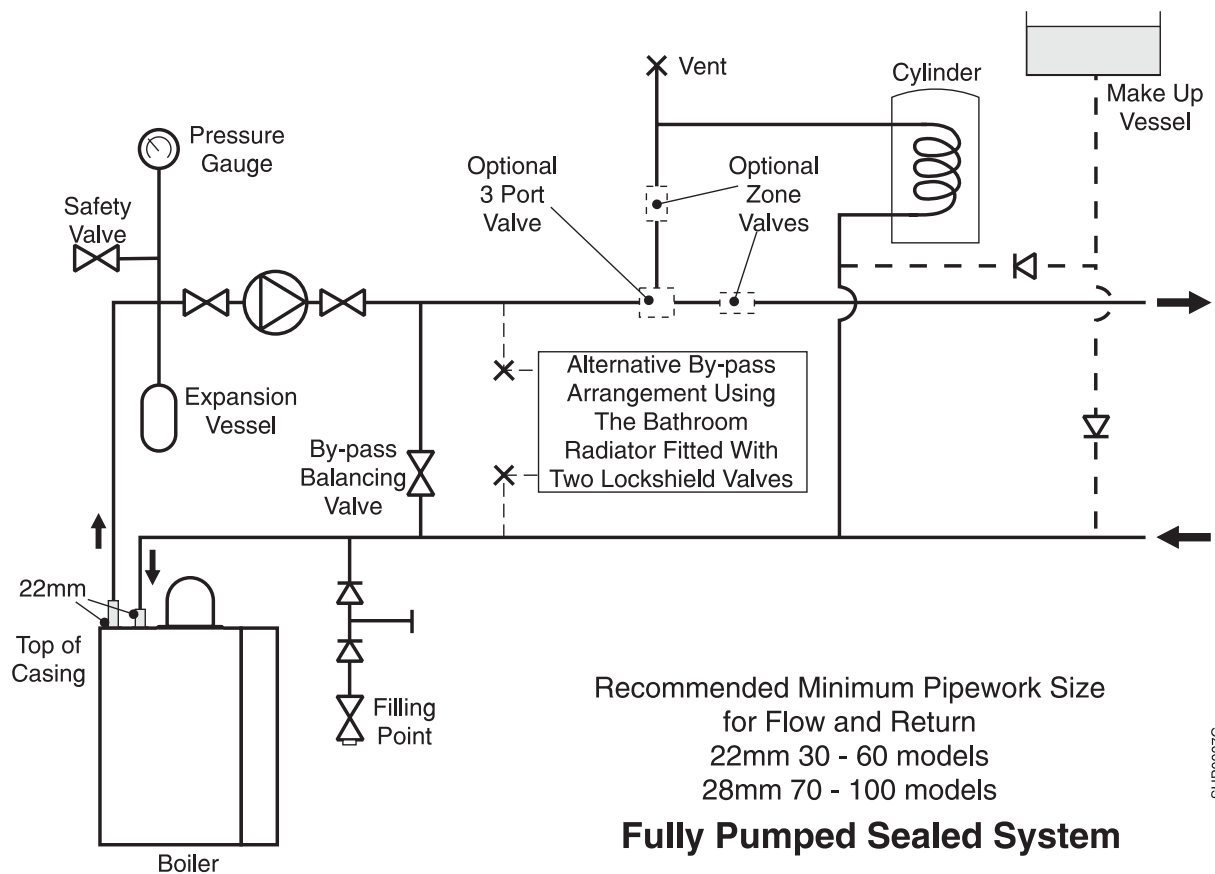 Vent
Cylinder
Make Up
Vessel
Pressure
Gauge
Optional
3 Port
Valve
Optional
Zone
Valves
Safety
Valve
Alternative By-pass
Arrangement Using
The Bathroom
Radiator Fitted With
Two Lockshield Valves
Expansion
Vessel
By-pass
Balancing
Valve
22mm
Top of
Casing
Filling
Point
Boiler
Recommended Minimum Pipework Size
for Flow and Return
22mm 30 - 60 models
28mm 70 - 100 models
Fully Pumped Sealed System